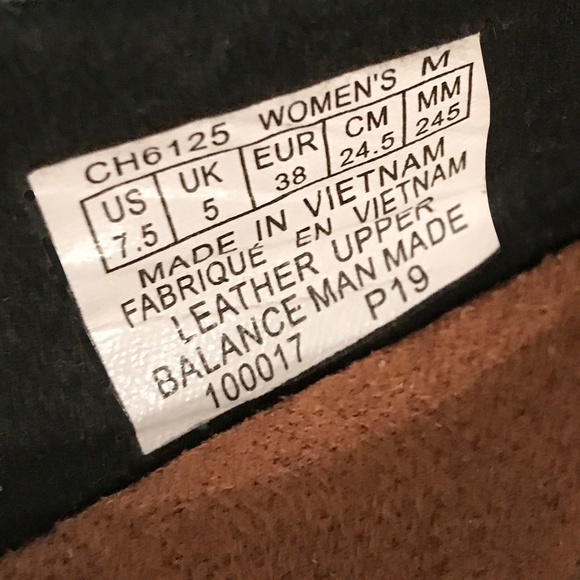 CH6125 WOMEN'S M
US UK EUR CM MM
7.5 5 38 24.5 245
MADE IN VIETNAM
FABRIQUÉ EN VIETNAM
LEATHER UPPER
BALANCE MAN MADE
100017 P19